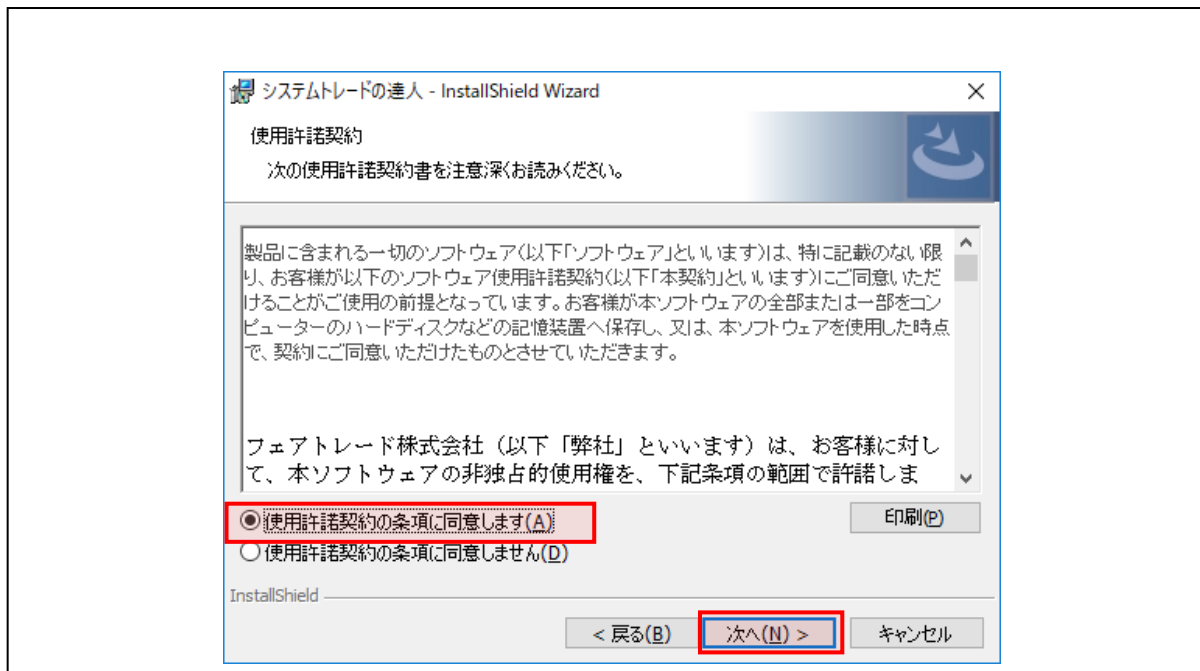 システムトレードの達人 - InstallShield Wizard
使用許諾契約
次の使用許諾契約書を注意深くお読みください。
製品に含まれる一切のソフトウェア(以下「ソフトウェア」といいます)は、特に記載のない限
り、お客様が以下のソフトウェア使用許諾契約(以下「本契約」といいます)にご同意いただ
けることがご使用の前提となっています。お客様が本ソフトウェアの全部または一部をコン
ピューターのハードディスクなどの記憶装置へ保存し、又は、本ソフトウェアを使用した時点
で、契約にご同意いただけたものとさせていただきます。
フェアトレード株式会社（以下「弊社」といいます）は、お客様に対し
て、本ソフトウェアの非独占的使用権を、下記条項の範囲で許諾しま
使用許諾契約の条項に同意します(A)
印刷(P)
使用許諾契約の条項に同意しません(D)
InstallShield
< 戻る(B)
次へ(N) >
キャンセル